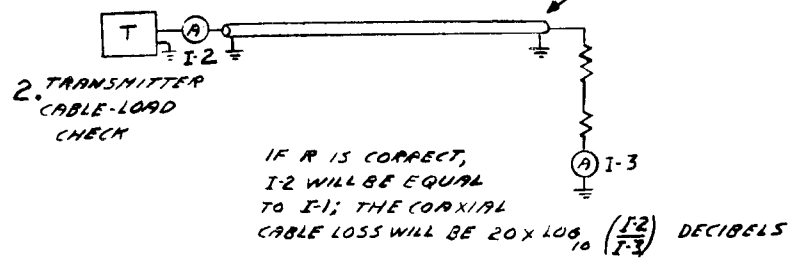 T
A
I-2
2. TRANSMITTER
CABLE-LOAD
CHECK
IF R IS CORRECT,
I-2 WILL BE EQUAL
TO I-1; THE COAXIAL
CABLE LOSS WILL BE 20 x LOG10 (I-2/I-3) DECIBELS
A I-3